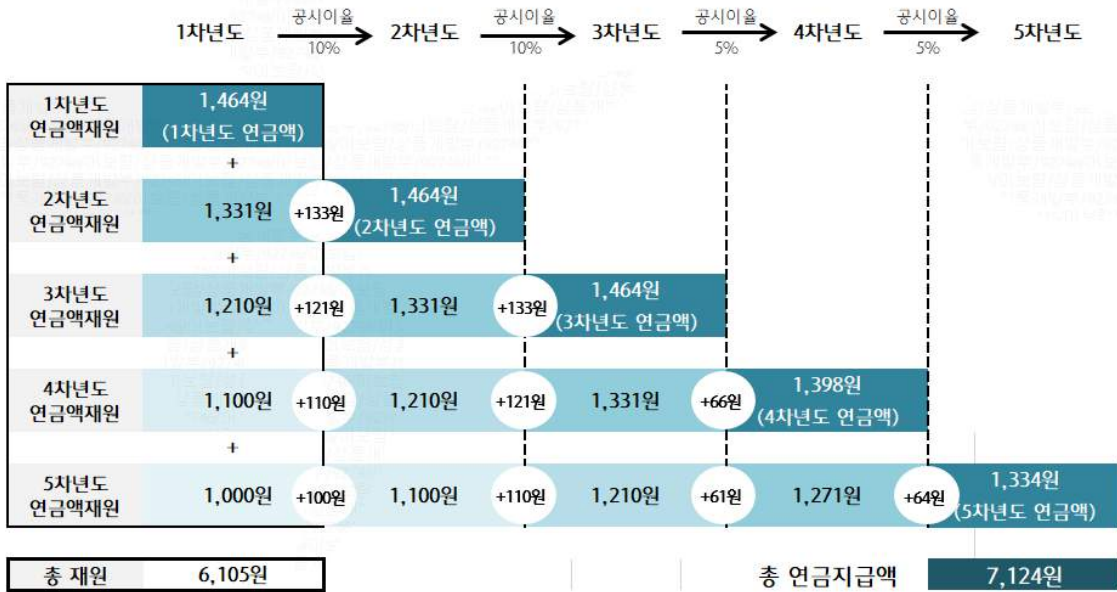 1차년도 공시이율 10% 2차년도 공시이율 10% 3차년도 공시이율 5% 4차년도 공시이율 5% 5차년도
1차년도 연금액재원
1,464원
(1차년도 연금액)
+
2차년도 연금액재원
1,331원 +133원 1,464원
(2차년도 연금액)
+
3차년도 연금액재원
1,210원 +121원 1,331원 +133원 1,464원
(3차년도 연금액)
+
4차년도 연금액재원
1,100원 +110원 1,210원 +121원 1,331원 +66원 1,398원
(4차년도 연금액)
+
5차년도 연금액재원
1,000원 +100원 1,100원 +110원 1,210원 +61원 1,271원 +64원 1,334원
(5차년도 연금액)
총 재원 6,105원 총 연금지급액 7,124원